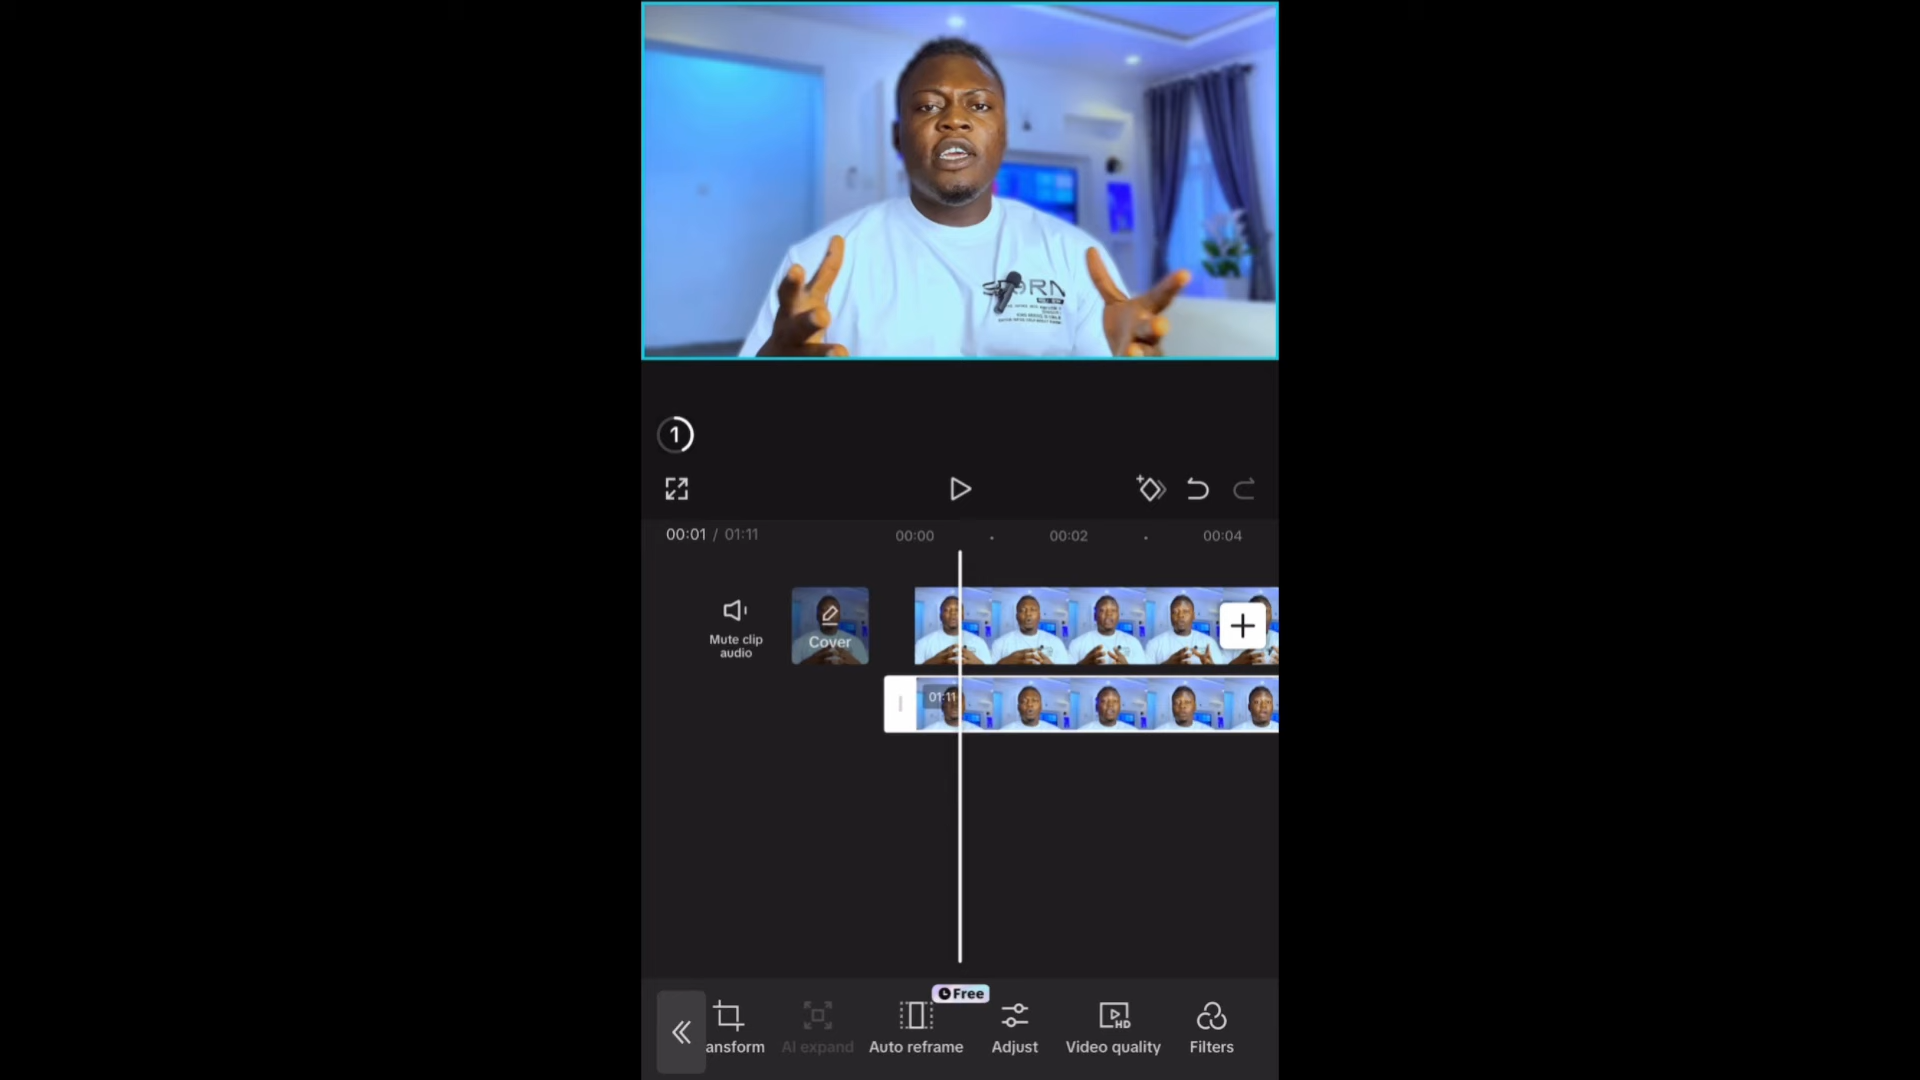 1
00:01 / 01:11
00:00
00:02
00:04
Mute clip
audio
Cover
01:11
Free
ansform
AI expand
Auto reframe
Adjust
HD
Video quality
Filters